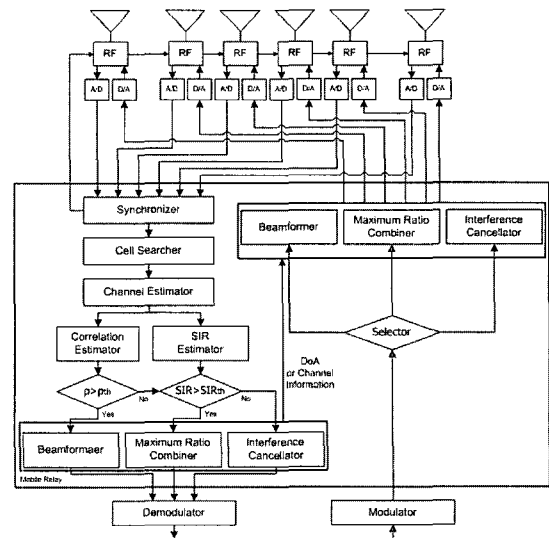 RF RF RF RF RF RF
A/D D/A A/D D/A A/D D/A A/D D/A A/D D/A A/D D/A
Synchronizer
Cell Searcher
Channel Estimator
Correlation
Estimator
SIR
Estimator
ρ>ρth
No
SIR>SIRth
No
Yes
Yes
Beamformaer
Maximum Ratio
Combiner
Interference
Cancellator
Mobile Relay
Demodulator
Beamformer
Maximum Ratio
Combiner
Interference
Cancellator
Selector
DoA
or Channel
Information
Modulator